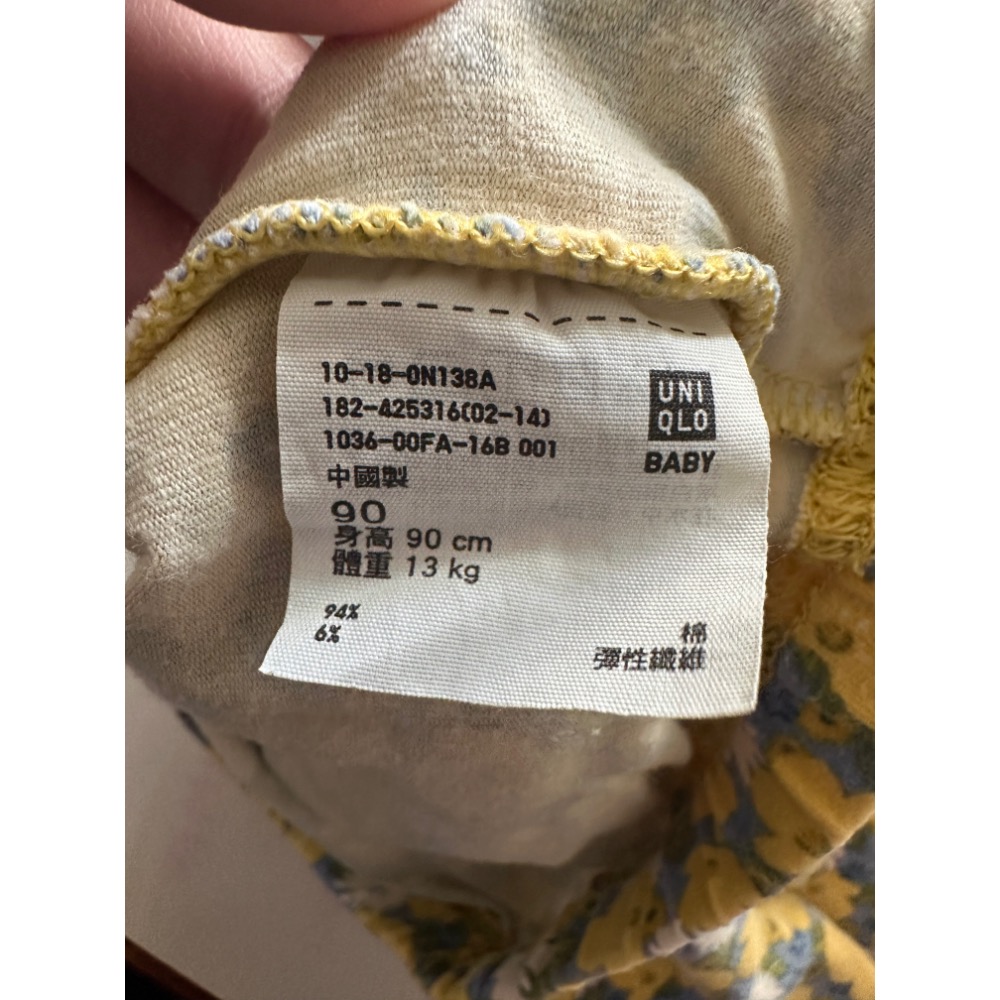 10-18-0N138A
182-425316(02-14)
1036-00FA-16B 001
中國製
90
身高 90 cm
體重 13 kg
UNI
QLO
BABY
94% 棉
6% 彈性纖維